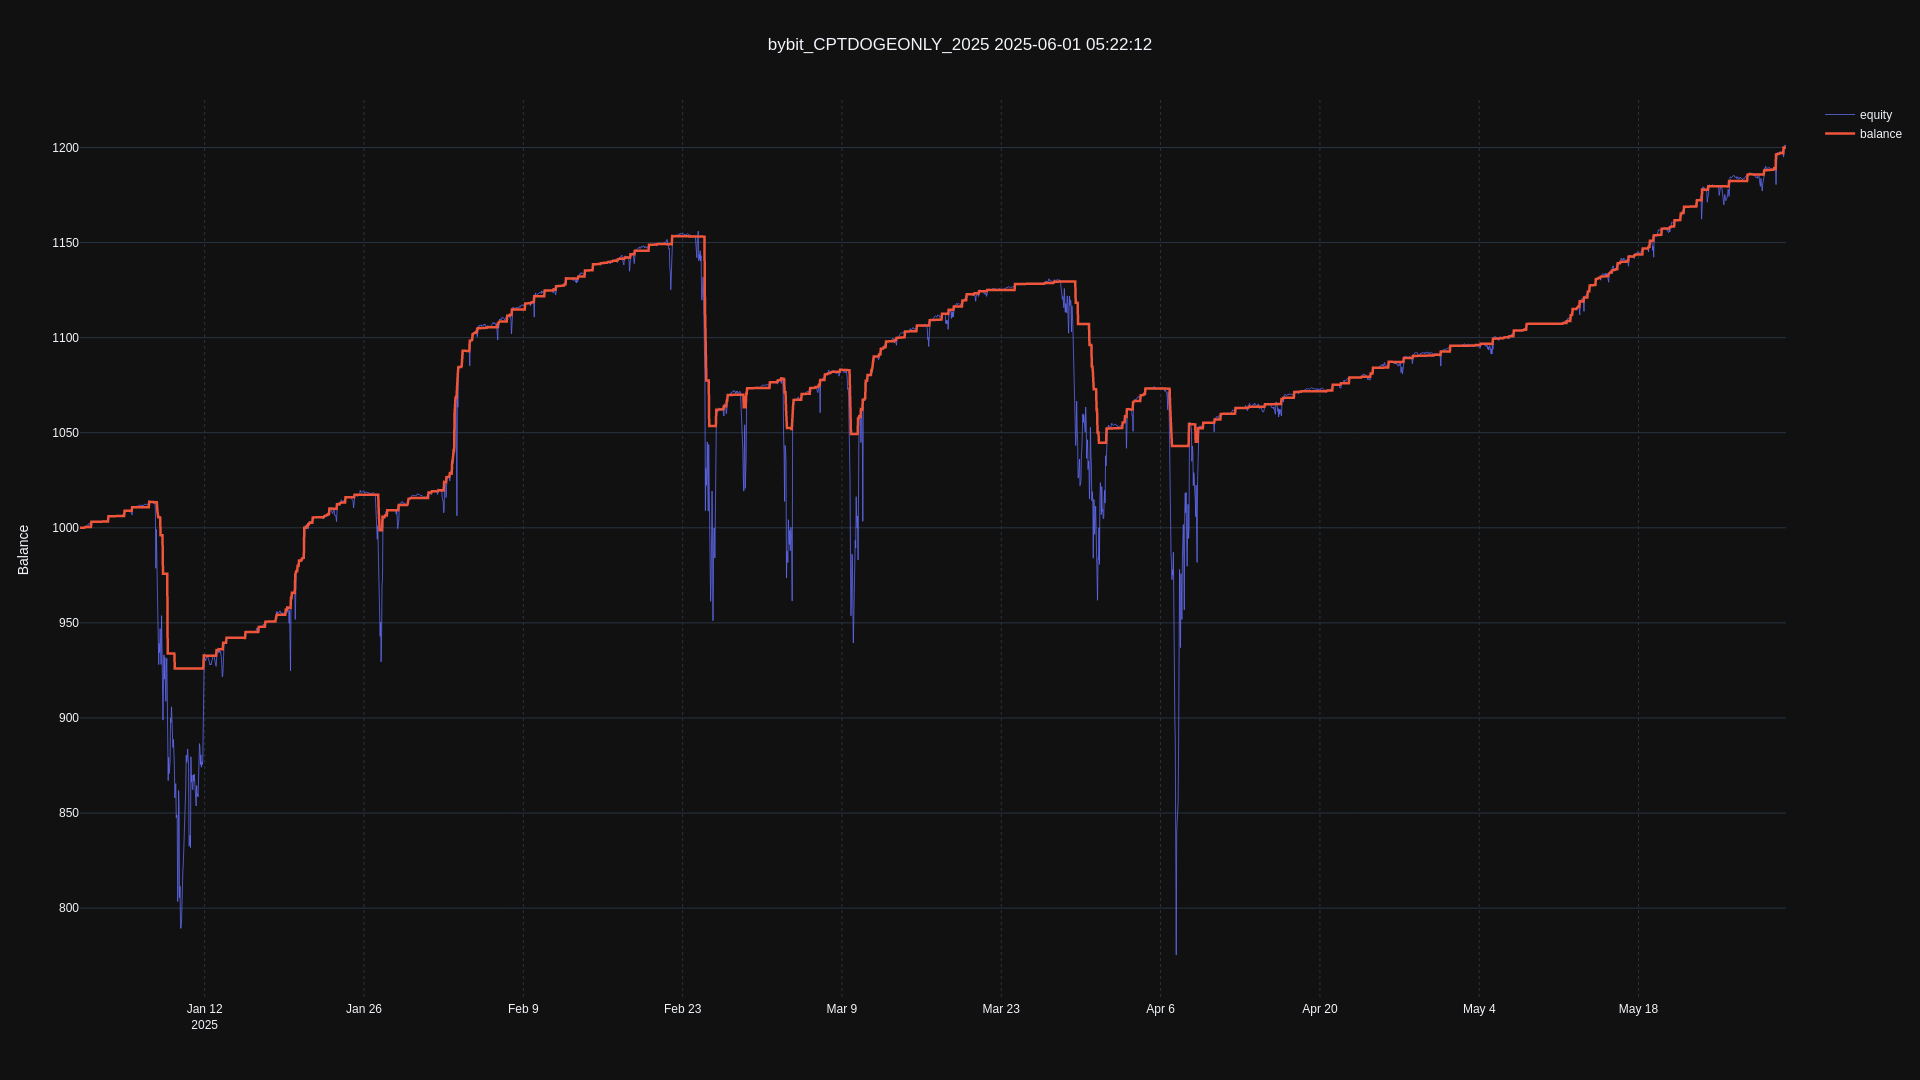 bybit_CPTDOGEONLY_2025 2025-06-01 05:22:12
equity
balance
1200
1150
1100
1050
1000
950
900
850
800
Balance
Jan 12
2025
Jan 26
Feb 9
Feb 23
Mar 9
Mar 23
Apr 6
Apr 20
May 4
May 18